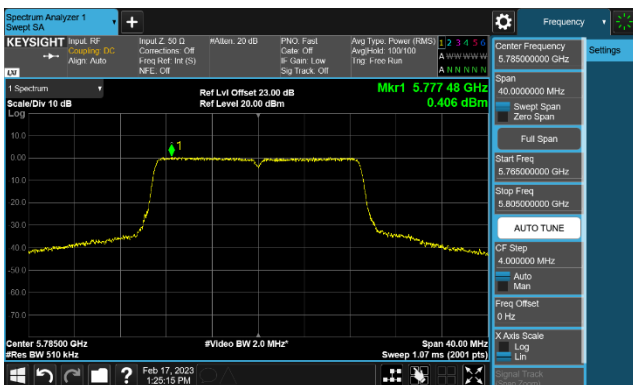 Spectrum Analyzer 1
Swept SA
Frequency
KEYSIGHT
Input: RF
Coupling: DC
Align: Auto
Input Z: 50 Ω
Corrections: Off
Freq Ref: Int (S)
NFE: Off
#Atten: 20 dB
PNO: Fast
Gate: Off
IF Gain: Low
Sig Track: Off
Avg Type: Power (RMS)
Avg|Hold: 100/100
Trig: Free Run
1 2 3 4 5 6
A W W W W W
A N N N N N
LXI
1 Spectrum
Scale/Div 10 dB
Log
Ref Lvl Offset 23.00 dB
Ref Level 20.00 dBm
Mkr1 5.777 48 GHz
0.406 dBm
1
10.0
0.00
10.0
20.0
30.0
40.0
-50.0
60.0
70.0
Center 5.78500 GHz
#Res BW 510 kHz
#Video BW 2.0 MHz*
Span 40.00 MHz
Sweep 1.07 ms (2001 pts)
Feb 17, 2023
1:25:15 PM
?
Center Frequency
5.785000000 GHz
Span
40.0000000 MHz
Swept Span
Zero Span
Full Span
Start Freq
5.765000000 GHz
Stop Freq
5.805000000 GHz
AUTO TUNE
CF Step
4.000000 MHz
Auto
Man
Freq Offset
0 Hz
X Axis Scale
Log
Lin
Signal Track
(Span Zoom)
Settings